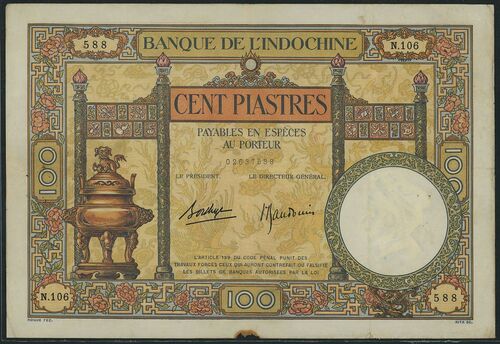 588
BANQUE DE L'INDOCHINE
N.106
CENT PIASTRES
PAYABLES EN ESPÈCES
AU PORTEUR
LE PRÉSIDENT.
LE DIRECTEUR GÉNÉRAL.
100
100
L'ARTICLE 139 DU CODE PÉNAL PUNIT DES
TRAVAUX FORCÉS CEUX QUI AURONT CONTREFAIT OU FALSIFIÉ
LES BILLETS DE BANQUES AUTORISÉES PAR LA LOI
N.106
100
588